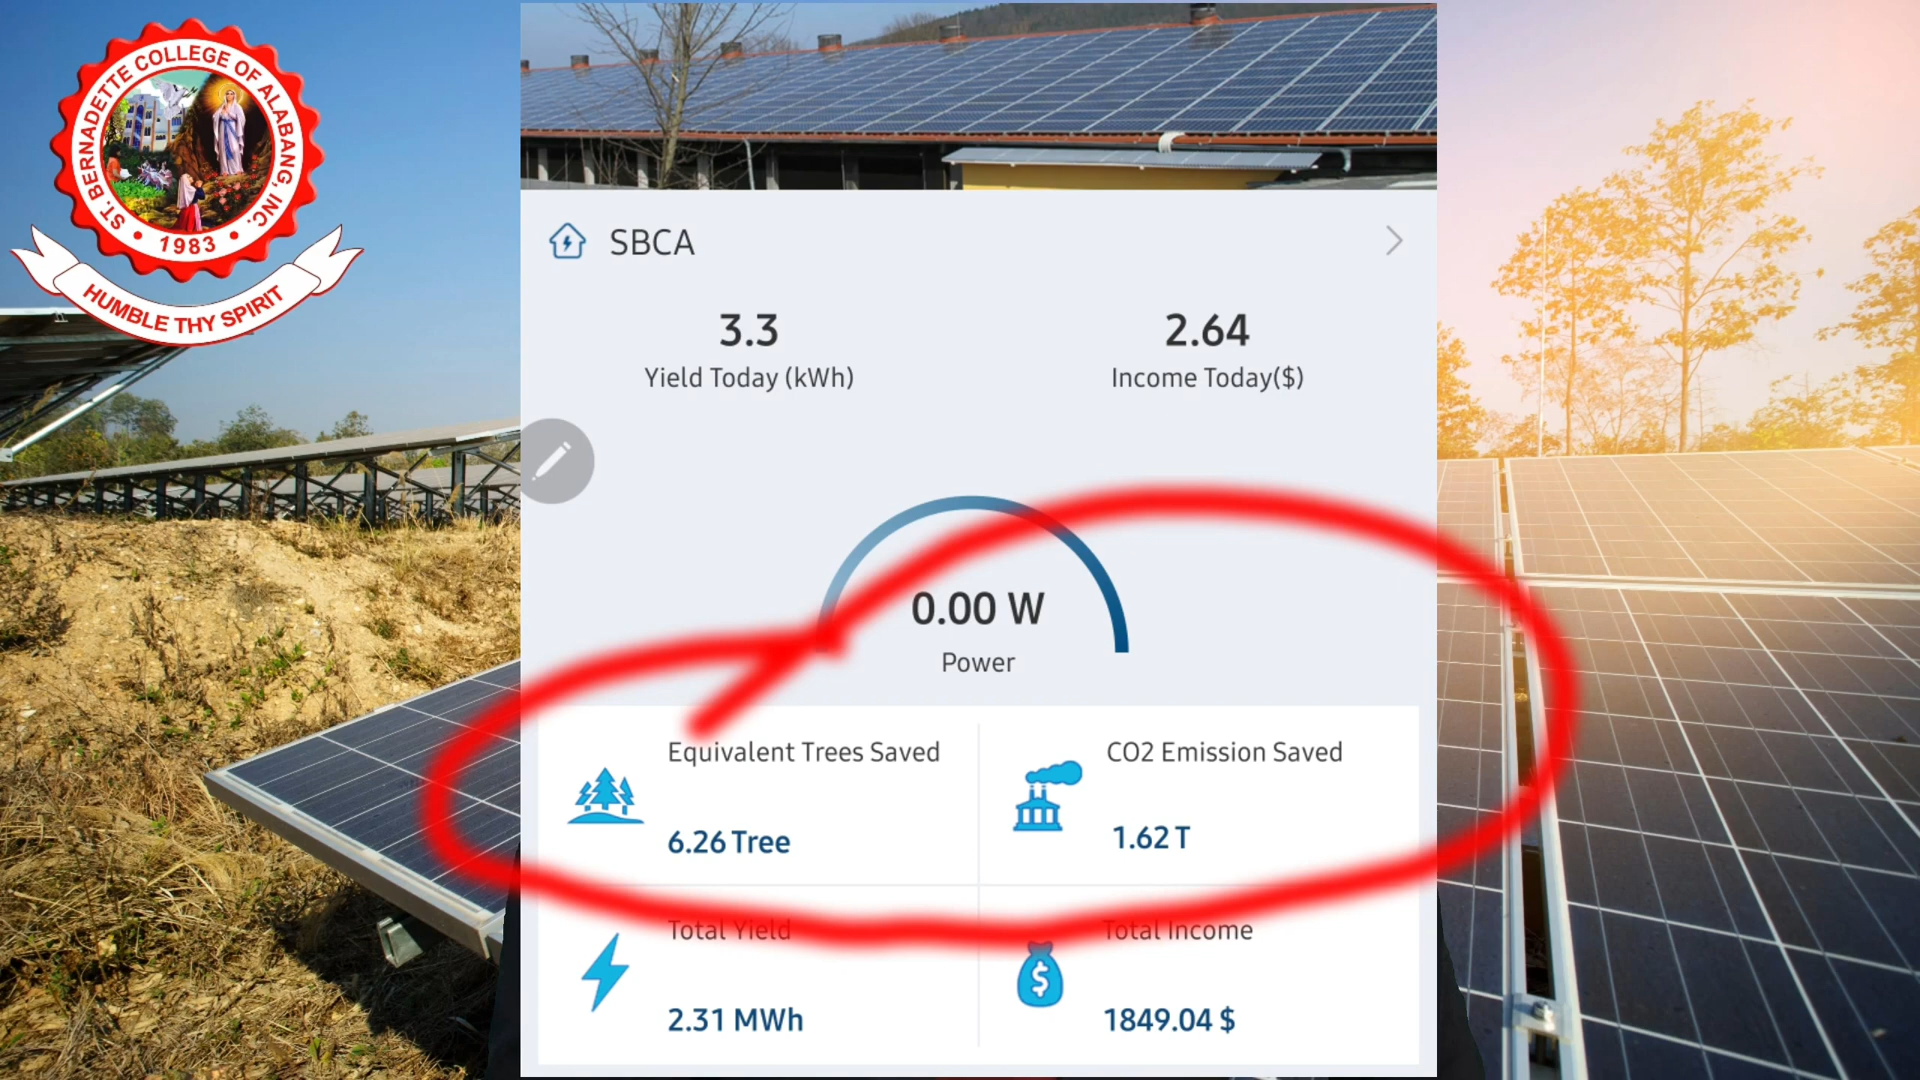 ST. BERNADETTE COLLEGE OF ALABANG, INC.
1983
HUMBLE THY SPIRIT
SBCA
3.3
Yield Today (kWh)
2.64
Income Today($)
0.00 W
Power
Equivalent Trees Saved
6.26 Tree
CO2 Emission Saved
1.62 T
Total Yield
2.31 MWh
Total Income
1849.04 $